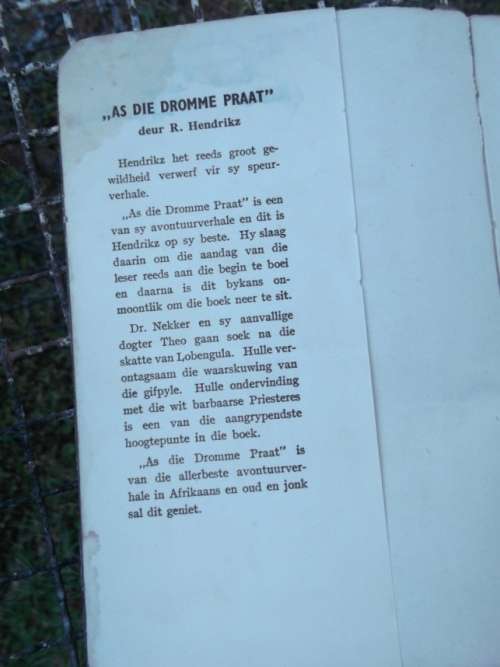 „AS DIE DROMME PRAAT”
deur R. Hendrikz
Hendrikz het reeds groot ge-
wildheid verwerf vir sy speur-
verhale.
„As die Dromme Praat” is een
van sy avontuurverhale en dit is
Hendrikz op sy beste. Hy slaag
daarin om die aandag van die
leser reeds aan die begin te boei
en daarna is dit bykans on-
moontlik om die boek neer te sit.
Dr. Nekker en sy aanvallige
dogter Theo gaan soek na die
skatte van Lobengula. Hulle ver-
ontagsaam die waarskuwing van
die gifpyle. Hulle ondervinding
met die wit barbaarse Priesteres
is een van die aangrypendste
hoogtepunte in die boek.
„As die Dromme Praat” is
van die allerbeste avontuurver-
hale in Afrikaans en oud en jonk
sal dit geniet.